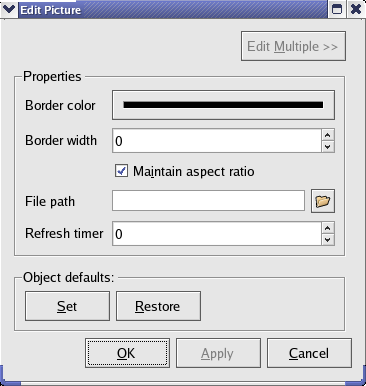 Edit Picture
Edit Multiple >>
Properties
Border color
Border width 0
Maintain aspect ratio
File path
Refresh timer 0
Object defaults:
Set Restore
OK Apply Cancel